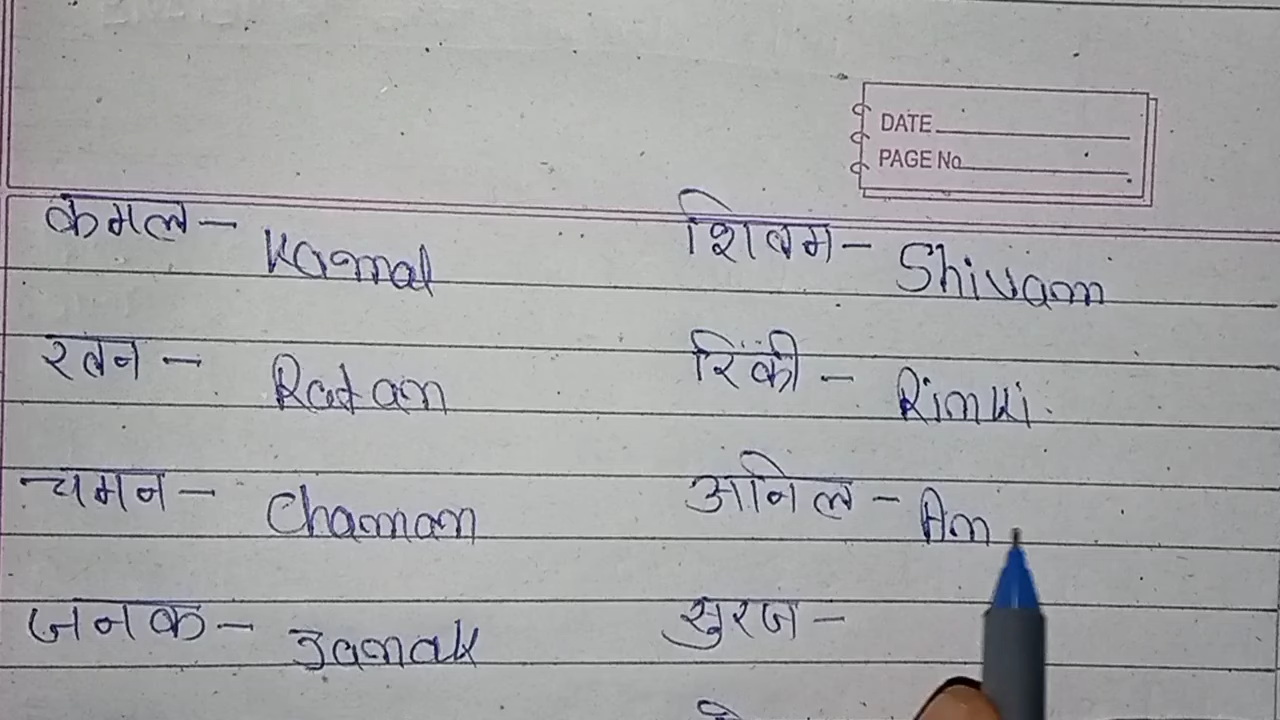 DATE
PAGE No
कमल - Kamal
शिवम - Shivam
रतन - Ratan
रिंकी - Rinki.
चमन - Chaman
अनिल - An
जनक - Janak
सुरज -